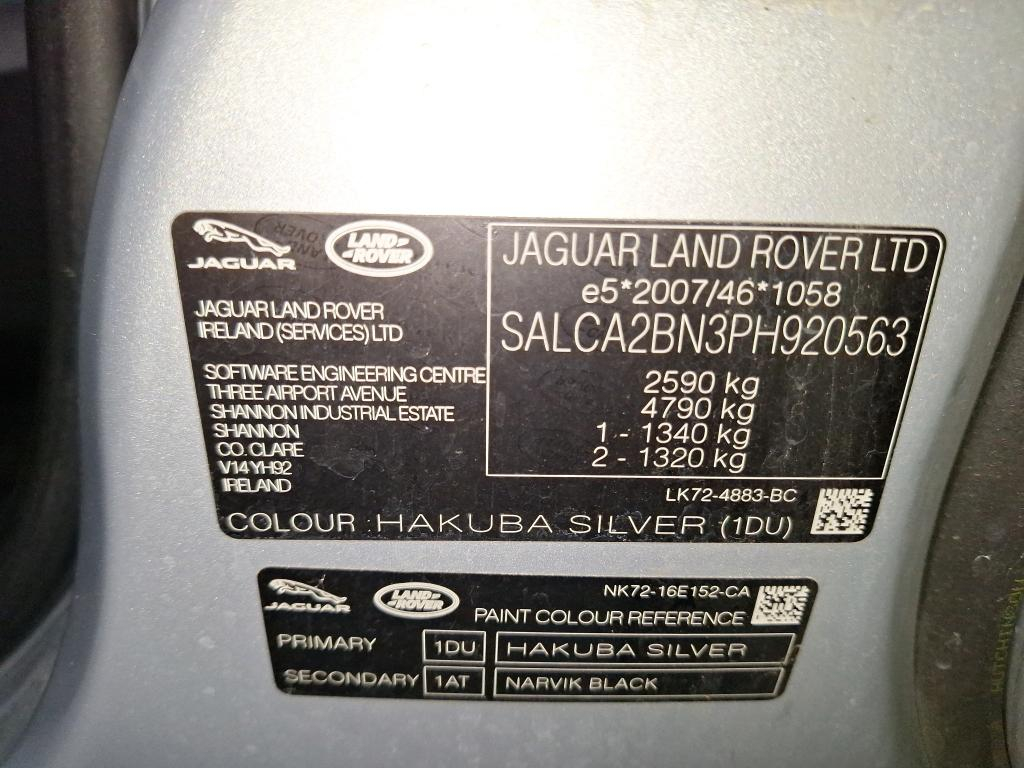 JAGUAR
LAND
ROVER
JAGUAR LAND ROVER
IRELAND (SERVICES) LTD
SOFTWARE ENGINEERING CENTRE
THREE AIRPORT AVENUE
SHANNON INDUSTRIAL ESTATE
SHANNON
CO. CLARE
V14 YH92
IRELAND
JAGUAR LAND ROVER LTD
e5*2007/46*1058
SALCA2BN3PH920563
2590 kg
4790 kg
1 - 1340 kg
2 - 1320 kg
LK72-4883-BC
COLOUR : HAKUBA SILVER (1DU)
JAGUAR
LAND
ROVER
NK72-16E152-CA
PAINT COLOUR REFERENCE
PRIMARY 1DU HAKUBA SILVER
SECONDARY 1AT NARVIK BLACK